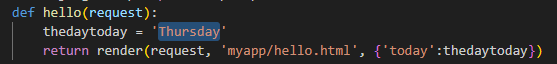 def hello(request):
    thedaytoday = 'Thursday'
    return render(request, 'myapp/hello.html', {'today':thedaytoday})